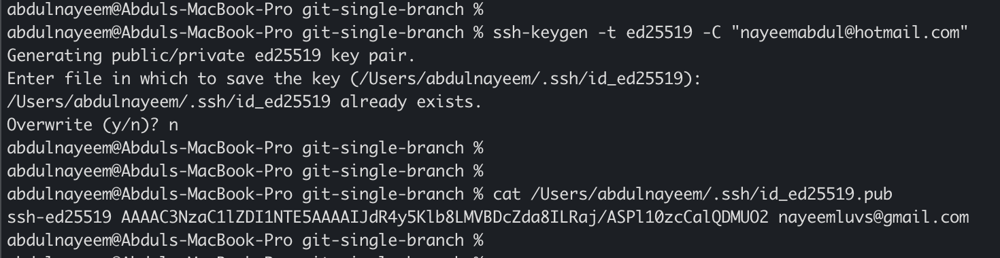 abdulnayeem@Abduls-MacBook-Pro git-single-branch %
abdulnayeem@Abduls-MacBook-Pro git-single-branch % ssh-keygen -t ed25519 -C "nayeemabdul@hotmail.com"
Generating public/private ed25519 key pair.
Enter file in which to save the key (/Users/abdulnayeem/.ssh/id_ed25519):
/Users/abdulnayeem/.ssh/id_ed25519 already exists.
Overwrite (y/n)? n
abdulnayeem@Abduls-MacBook-Pro git-single-branch %
abdulnayeem@Abduls-MacBook-Pro git-single-branch %
abdulnayeem@Abduls-MacBook-Pro git-single-branch % cat /Users/abdulnayeem/.ssh/id_ed25519.pub
ssh-ed25519 AAAAC3NzaC1lZDI1NTE5AAAAIJdR4y5Klb8LMVBDcZda8ILRaj/ASPl10zcCalQDMUO2 nayeemluvs@gmail.com
abdulnayeem@Abduls-MacBook-Pro git-single-branch %